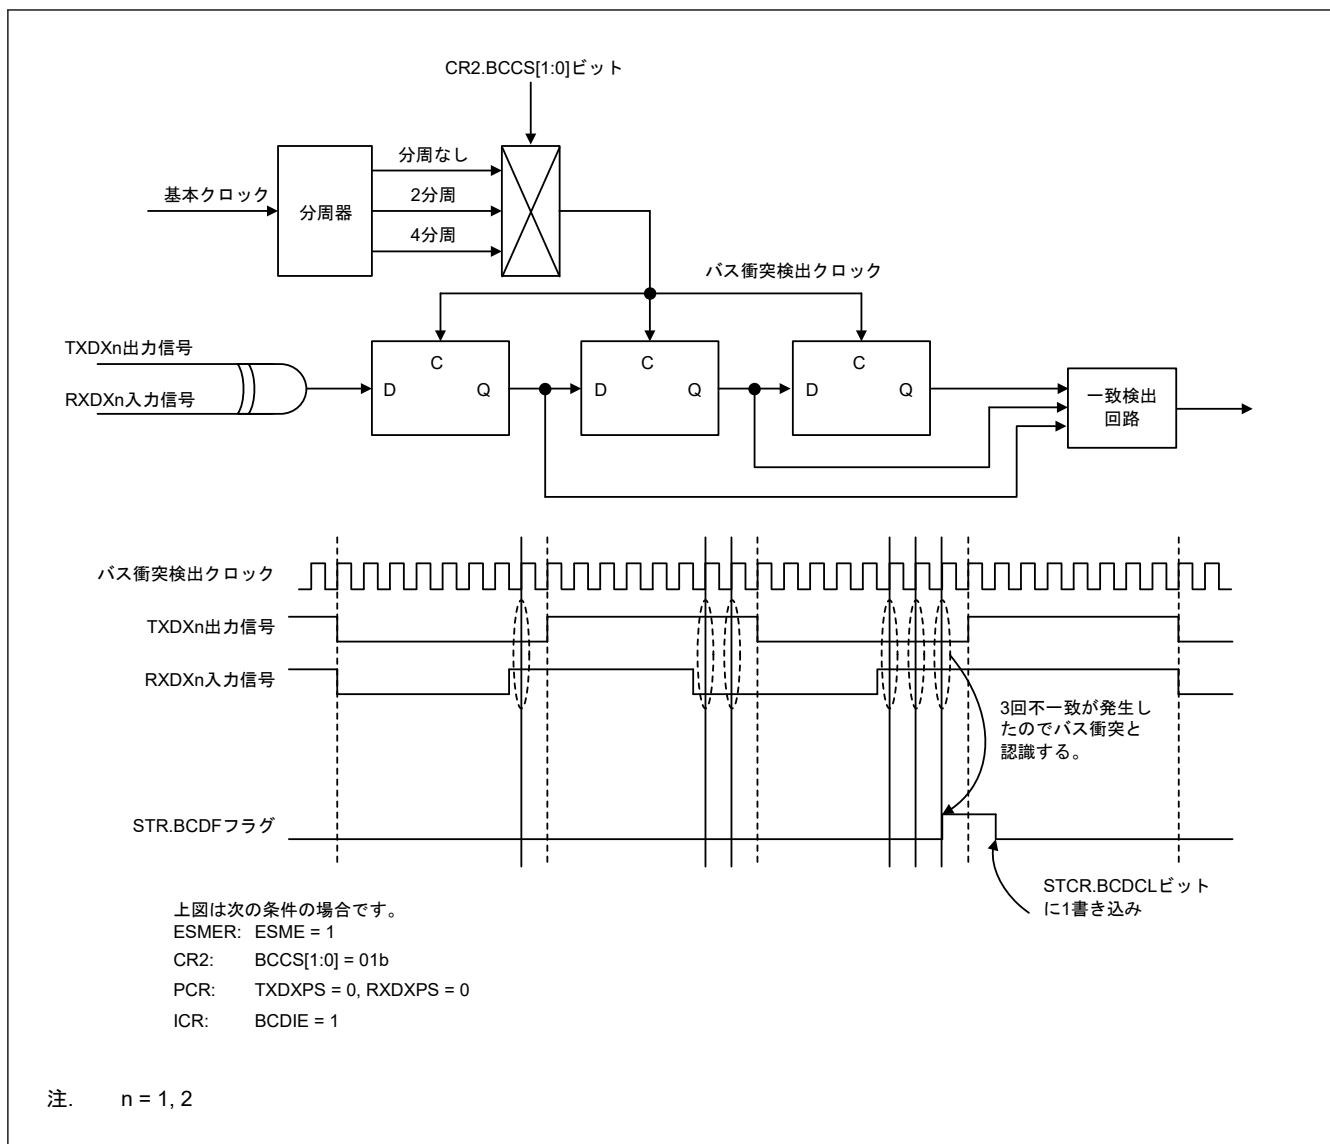 CR2.BCCS[1:0]ビット
分周なし
基本クロック
分周器
2分周
4分周
バス衝突検出クロック
TXDXn出力信号
RXDXn入力信号
C
D
Q
C
D
Q
C
D
Q
一致検出
回路
バス衝突検出クロック
TXDXn出力信号
RXDXn入力信号
3回不一致が発生し
たのでバス衝突と
認識する。
STR.BCDFフラグ
STCR.BCDCLビット
に1書き込み
上図は次の条件の場合です。
ESMER: ESME = 1
CR2: BCCS[1:0] = 01b
PCR: TXDXPS = 0, RXDXPS = 0
ICR: BCDIE = 1
注. n = 1, 2